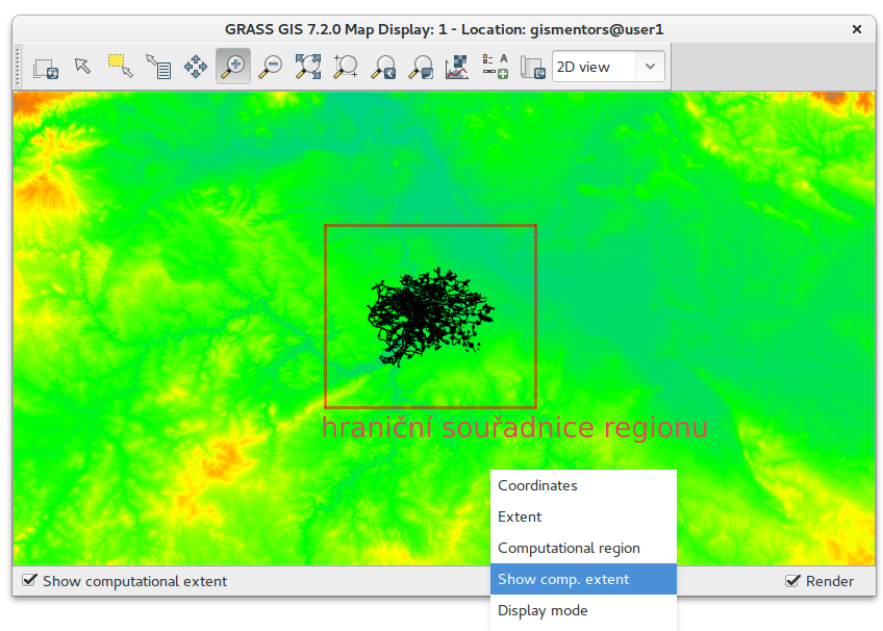 GRASS GIS 7.2.0 Map Display: 1 - Location: gismentors@user1
2D view
hraniční souřadnice regionu
Coordinates
Extent
Computational region
Show comp. extent
Display mode
Show computational extent
Render